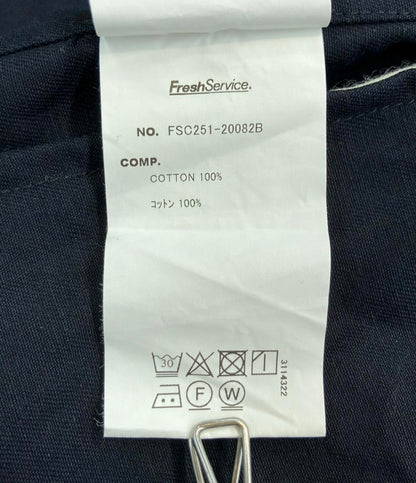 FreshService.
NO. FSC251-20082B
COMP.
COTTON 100%
コットン 100%
30
F W
3114322